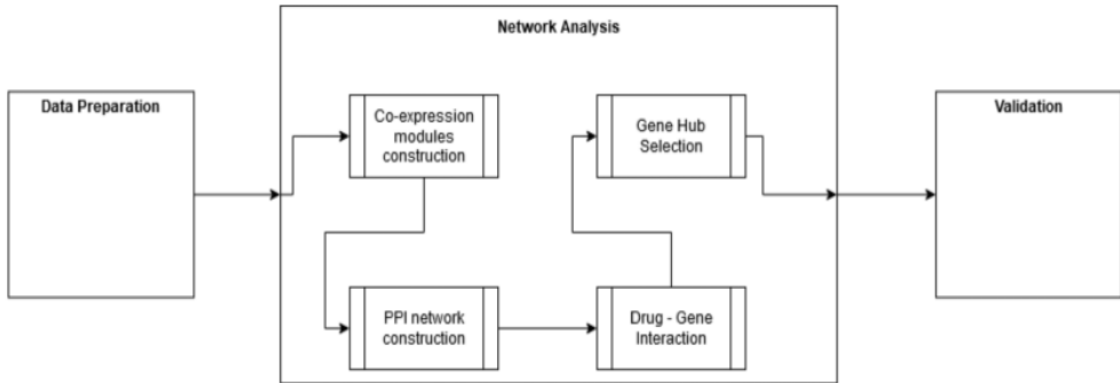 Network Analysis
Data Preparation
Co-expression
modules
construction
Gene Hub
Selection
Validation
PPI network
construction
Drug - Gene
Interaction